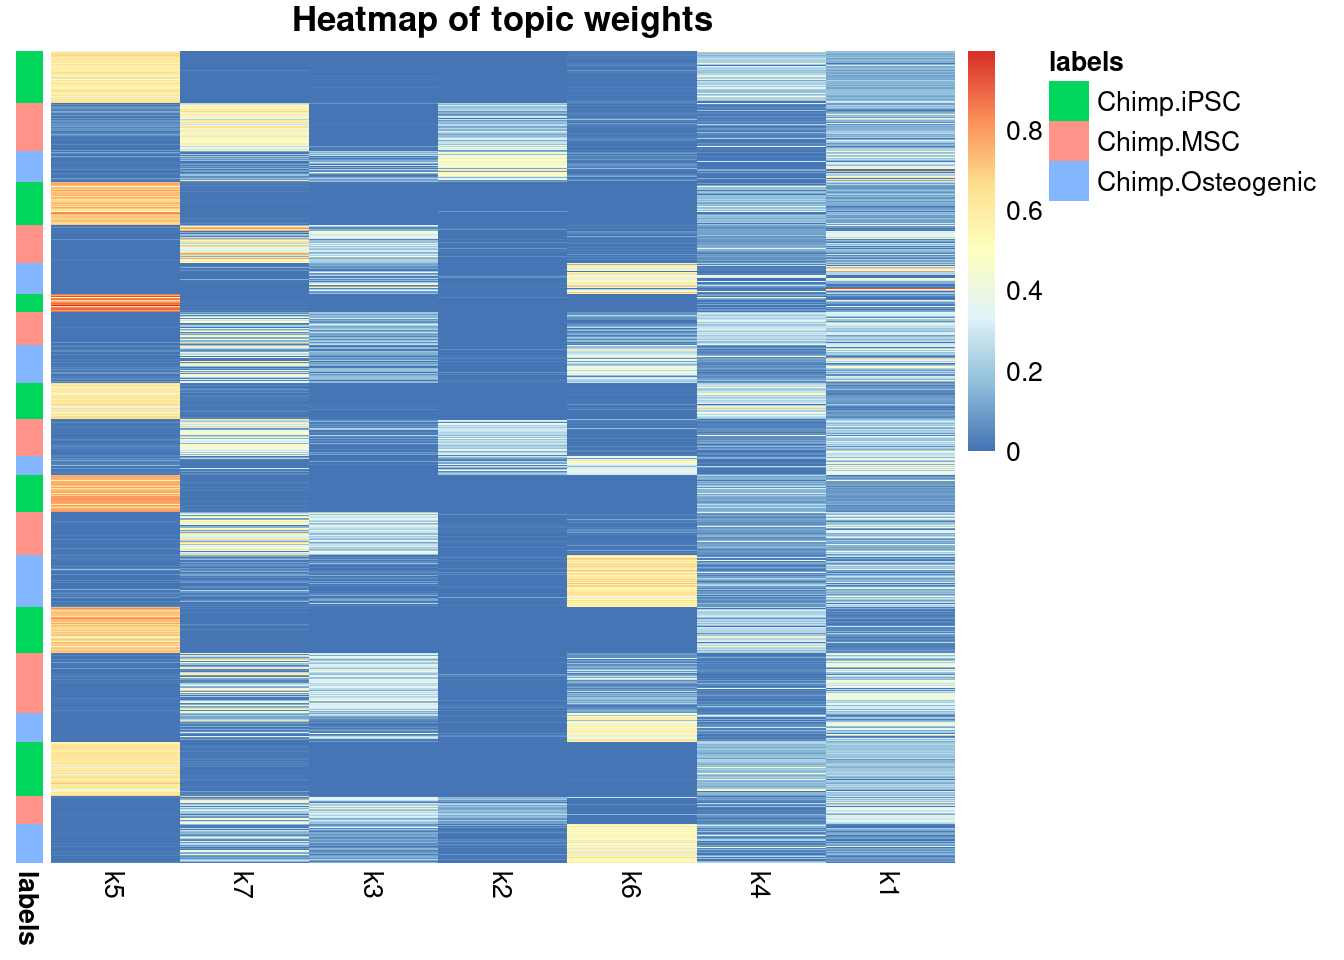 Heatmap of topic weights
labels
Chimp.iPSC
Chimp.MSC
Chimp.Osteogenic
0.8
0.6
0.4
0.2
0
labels
k5
k7
k3
k2
k6
k4
k1